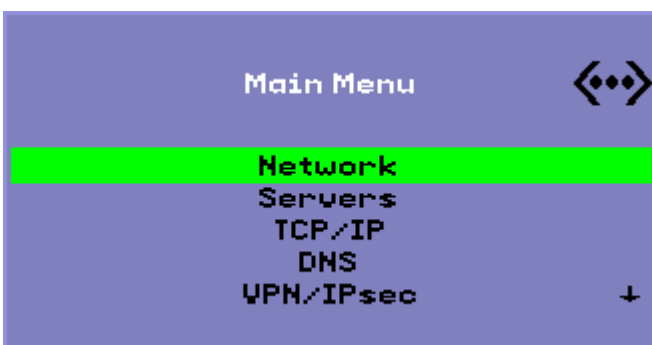 Main Menu
Network
Servers
TCP/IP
DNS
VPN/IPsec